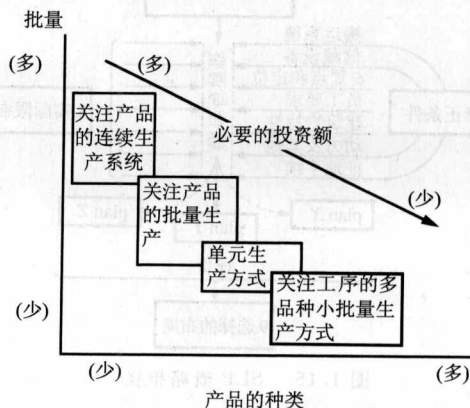 批量
(多)
(多)
关注产品
的连续生
产系统
必要的投资额
关注产品
的批量生
产
(少)
单元生
产方式
关注工序的多
品种小批量生
产方式
(少)
(少)
(多)
产品的种类